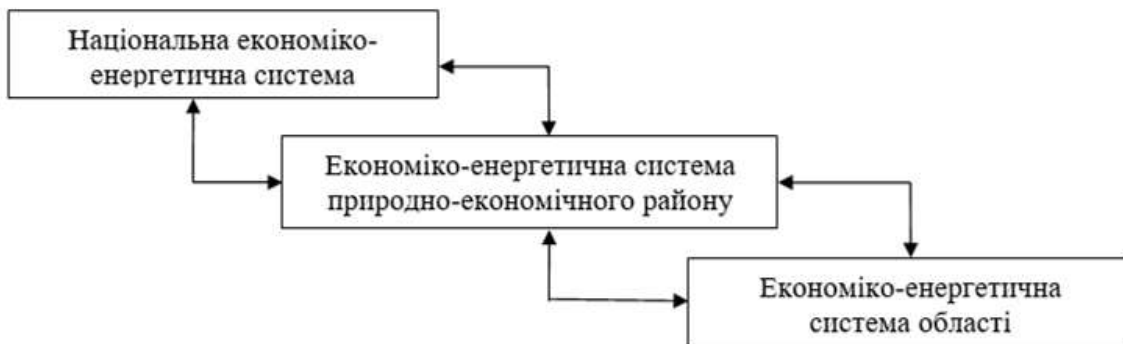 Національна економіко-
енергетична система
Економіко-енергетична система
природно-економічного району
Економіко-енергетична
система області